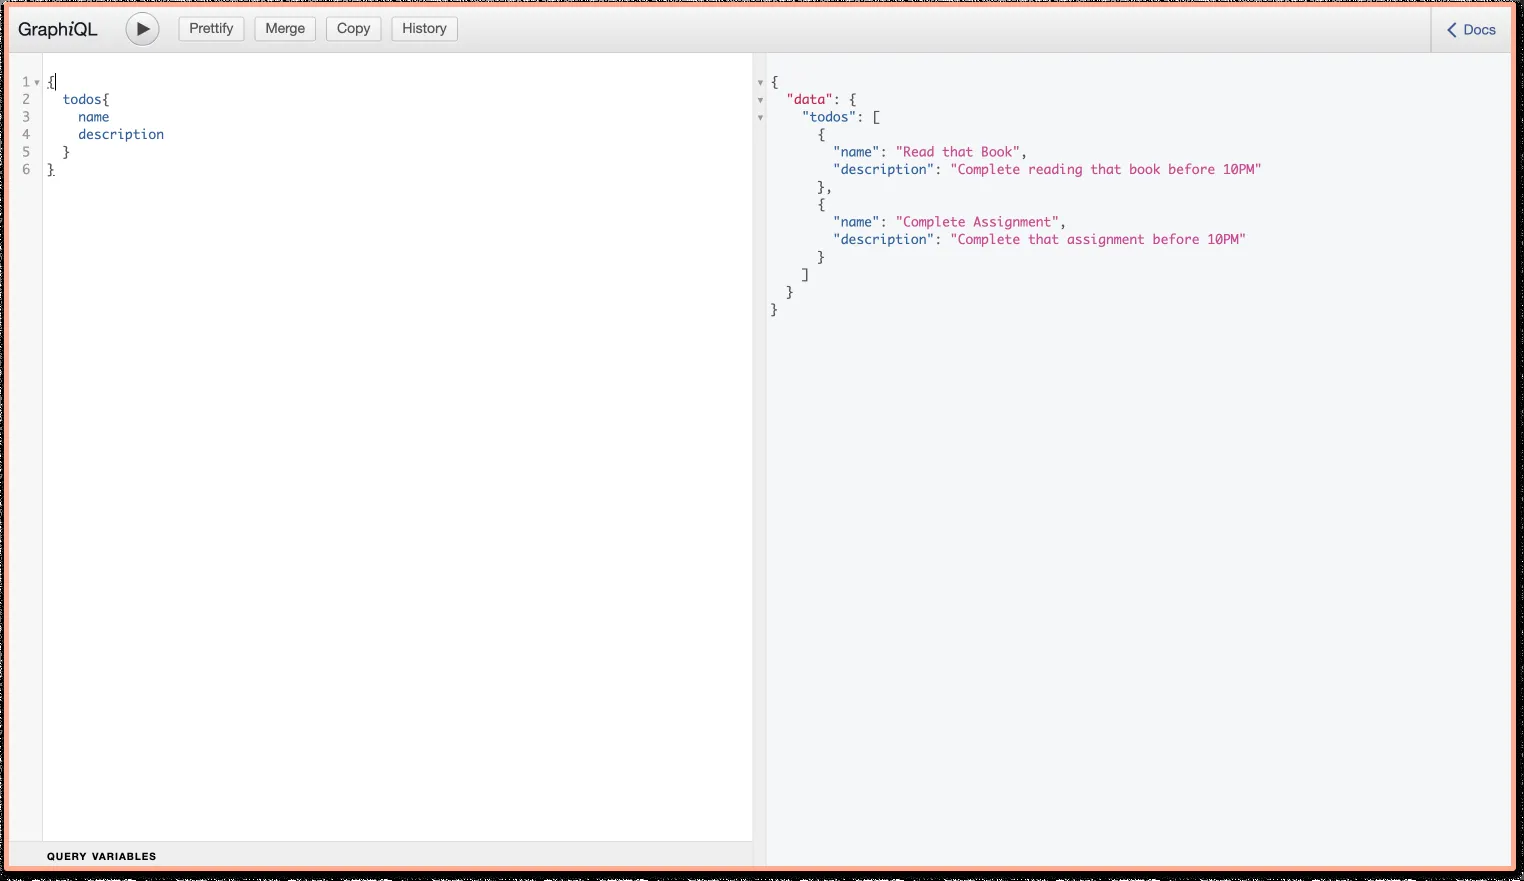 GraphiQL Prettify Merge Copy History Docs
1 {
2 todos{
3 name
4 description
5 }
6 }
{
"data": {
"todos": [
{
"name": "Read that Book",
"description": "Complete reading that book before 10PM"
},
{
"name": "Complete Assignment",
"description": "Complete that assignment before 10PM"
}
]
}
}
QUERY VARIABLES